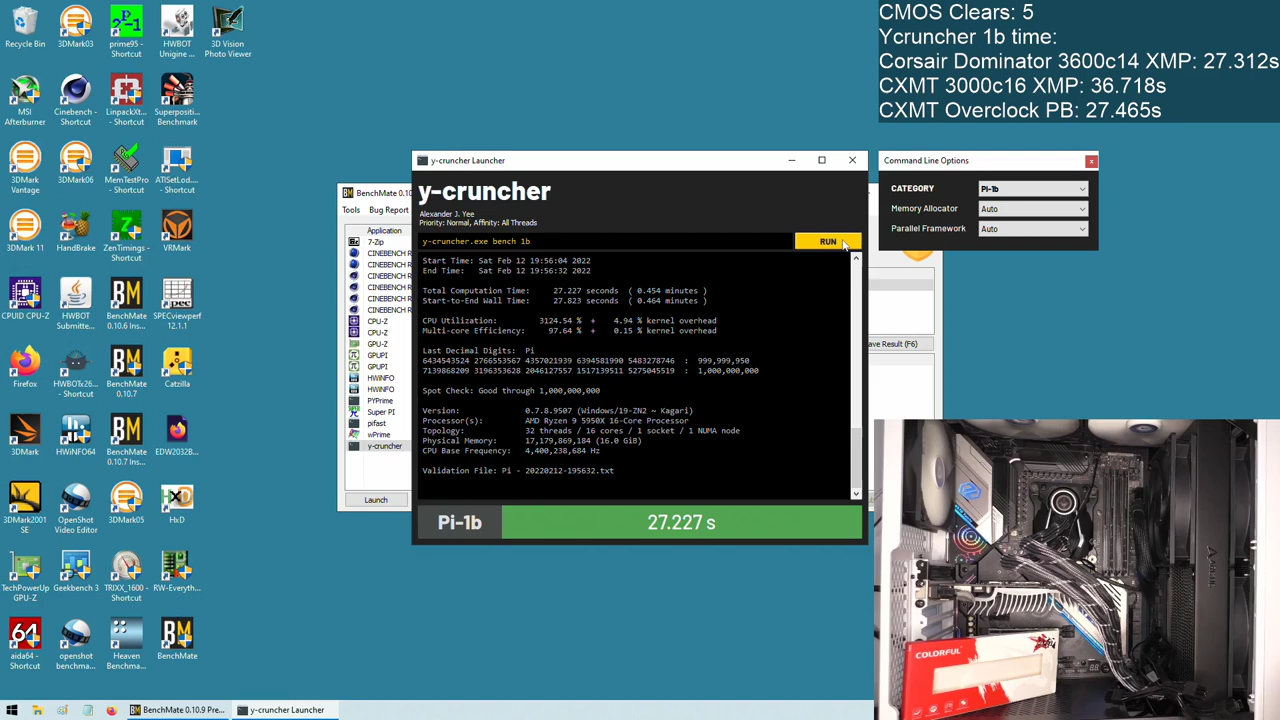 CMOS Clears: 5
Ycruncher 1b time:
Corsair Dominator 3600c14 XMP: 27.312s
CXMT 3000c16 XMP: 36.718s
CXMT Overclock PB: 27.465s
Recycle Bin
3DMark03
prime95 - Shortcut
HWBOT Unigine ...
3D Vision Photo Viewer
MSI Afterburner
Cinebench - Shortcut
LinpackXt... - Shortcut
Superpositi... Benchmark
3DMark Vantage
3DMark06
MemTestPro - Shortcut
ATISetLod... - Shortcut
3DMark 11
HandBrake
ZenTimings - Shortcut
VRMark
CPUID CPU-Z
HWBOT Submitte...
BenchMate 0.10.6 Ins...
SPECviewperf 12.1.1
Firefox
HWBOTx26... - Shortcut
BenchMate 0.10.7
Catzilla
3DMark
HWiNFO64
BenchMate 0.10.7 Inst...
EDW2032B...
3DMark2001 SE
OpenShot Video Editor
3DMark05
HxD
TechPowerUp GPU-Z
Geekbench 3
TRIXX_1600 - Shortcut
RW-Everyth...
aida64 - Shortcut
openshot benchma...
Heaven Benchma...
BenchMate
BenchMate 0.10
Tools Bug Report
Application
7-Zip
CINEBENCH R
CINEBENCH R
CINEBENCH R
CINEBENCH R
CINEBENCH R
CPU-Z
CPU-Z
GPU-Z
GPUPI
GPUPI
HWiNFO
HWiNFO
PYPrime
Super PI
pifast
wPrime
y-cruncher
Launch
ave Result (F6)
y-cruncher Launcher
y-cruncher
Alexander J. Yee
Priority: Normal, Affinity: All Threads
y-cruncher.exe bench 1b
RUN
Start Time: Sat Feb 12 19:56:04 2022
End Time: Sat Feb 12 19:56:32 2022
Total Computation Time: 27.227 seconds ( 0.454 minutes )
Start-to-End Wall Time: 27.823 seconds ( 0.464 minutes )
CPU Utilization: 3124.54 % + 4.94 % kernel overhead
Multi-core Efficiency: 97.64 % + 0.15 % kernel overhead
Last Decimal Digits: Pi
6434543524 2766553567 4357021939 6394581990 5483278746 : 999,999,950
7139868209 3196353628 2046127557 1517139511 5275045519 : 1,000,000,000
Spot Check: Good through 1,000,000,000
Version: 0.7.8.9507 (Windows/19-ZN2 ~ Kagari)
Processor(s): AMD Ryzen 9 5950X 16-Core Processor
Topology: 32 threads / 16 cores / 1 socket / 1 NUMA node
Physical Memory: 17,179,869,184 (16.0 GiB)
CPU Base Frequency: 4,400,238,684 Hz
Validation File: Pi - 20220212-195632.txt
Pi-1b
27.227 s
Command Line Options
CATEGORY Pi-1b
Memory Allocator Auto
Parallel Framework Auto
COLORFUL
BenchMate 0.10.9 Pre...
y-cruncher Launcher